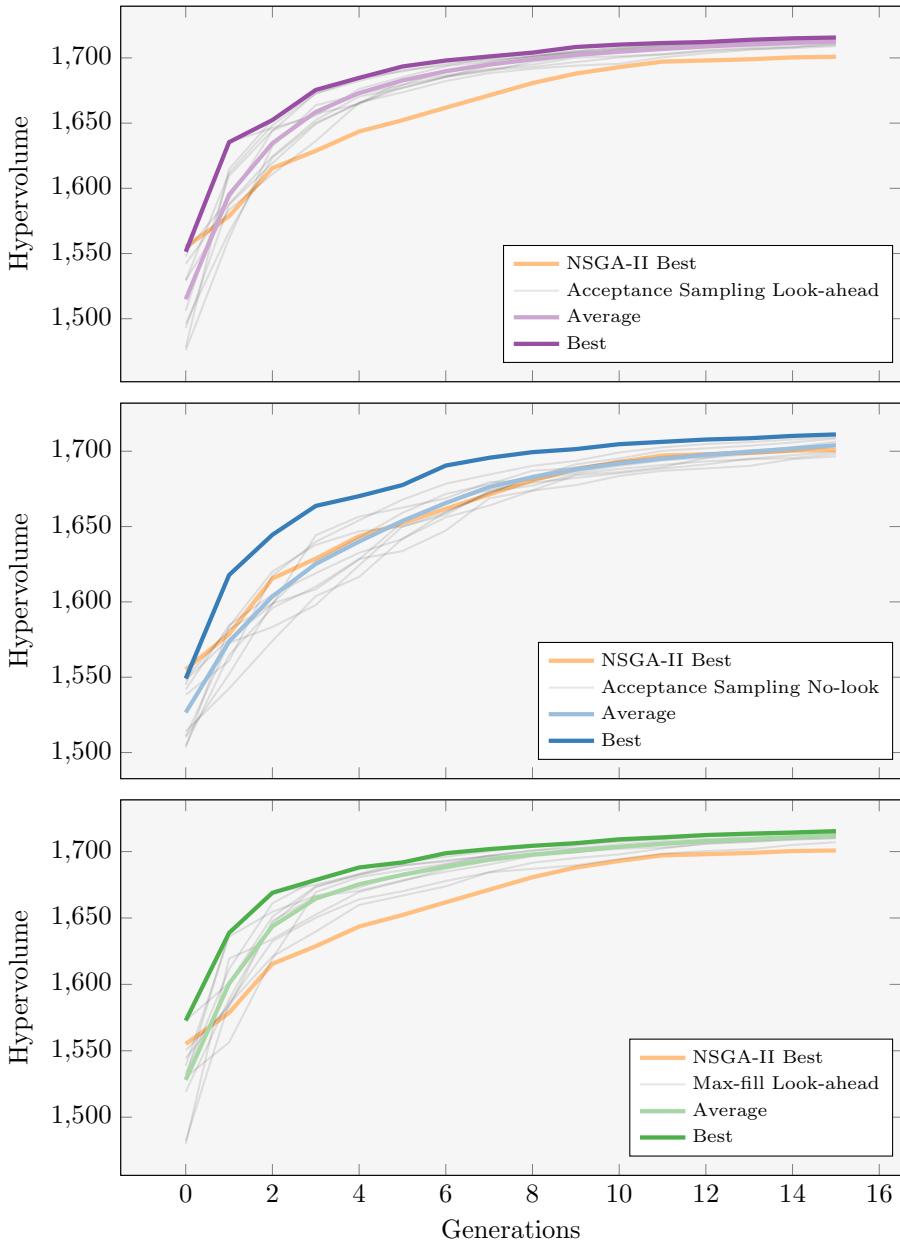 1,700
1,650
1,600
1,550
1,500
Hypervolume
NSGA-II Best
Acceptance Sampling Look-ahead
Average
Best
1,700
1,650
1,600
1,550
1,500
Hypervolume
NSGA-II Best
Acceptance Sampling No-look
Average
Best
1,700
1,650
1,600
1,550
1,500
Hypervolume
NSGA-II Best
Max-fill Look-ahead
Average
Best
0 2 4 6 8 10 12 14 16
Generations